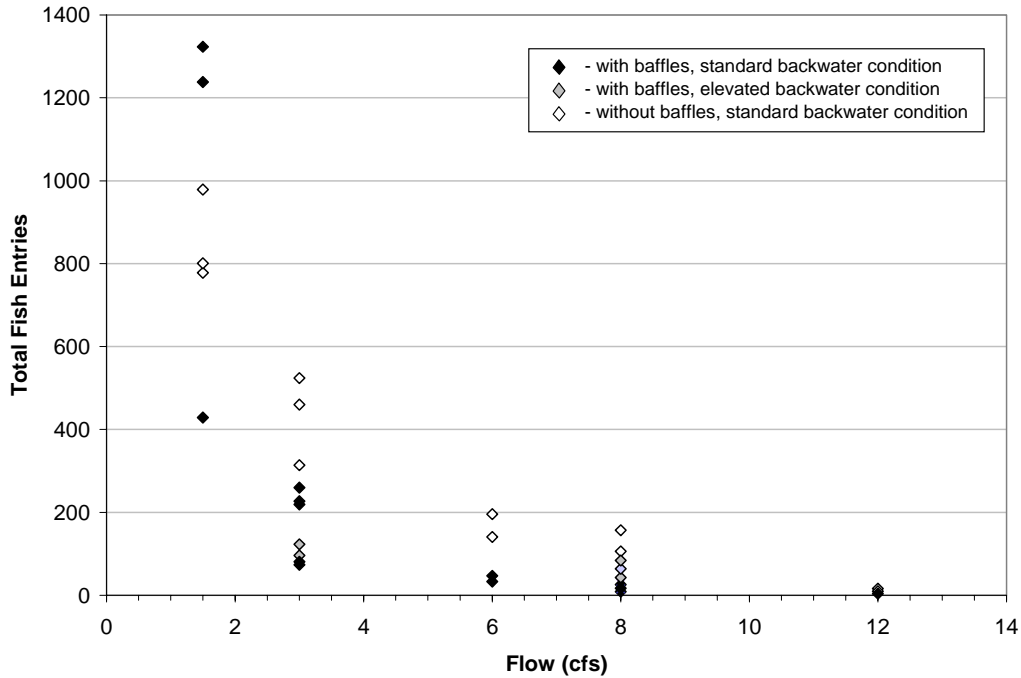 1400
1200
1000
800
600
400
200
0
Total Fish Entries
- with baffles, standard backwater condition
- with baffles, elevated backwater condition
- without baffles, standard backwater condition
0 2 4 6 8 10 12 14
Flow (cfs)